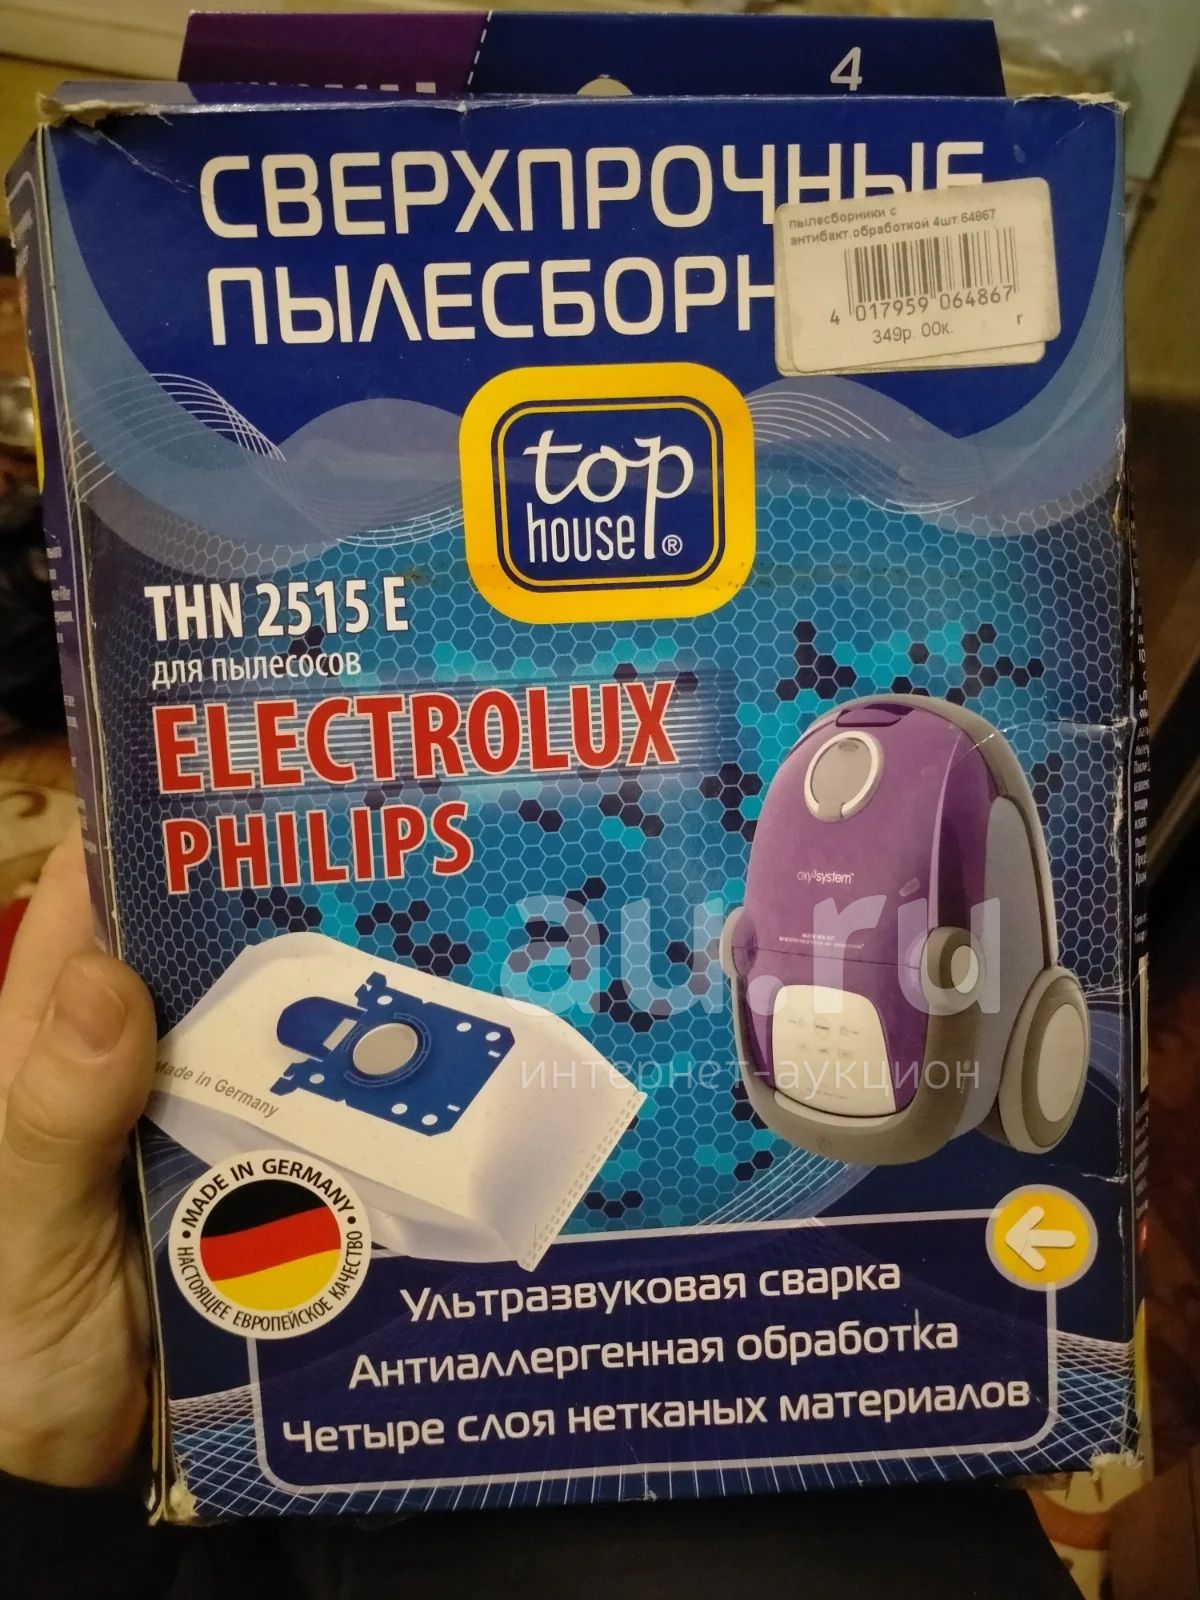 4
СВЕРХПРОЧНЫЕ
ПЫЛЕСБОРН
пылесборники с
антибакт.обработкой 4шт 64867
4 017959 064867
349р. 00к.
г
top
house®
THN 2515 E
для пылесосов
ELECTROLUX
PHILIPS
oxy3system™
au.ru
интернет-аукцион
Made in Germany
• MADE IN GERMANY •
НАСТОЯЩЕЕ ЕВРОПЕЙСКОЕ КАЧЕСТВО
Ультразвуковая сварка
Антиаллергенная обработка
Четыре слоя нетканых материалов